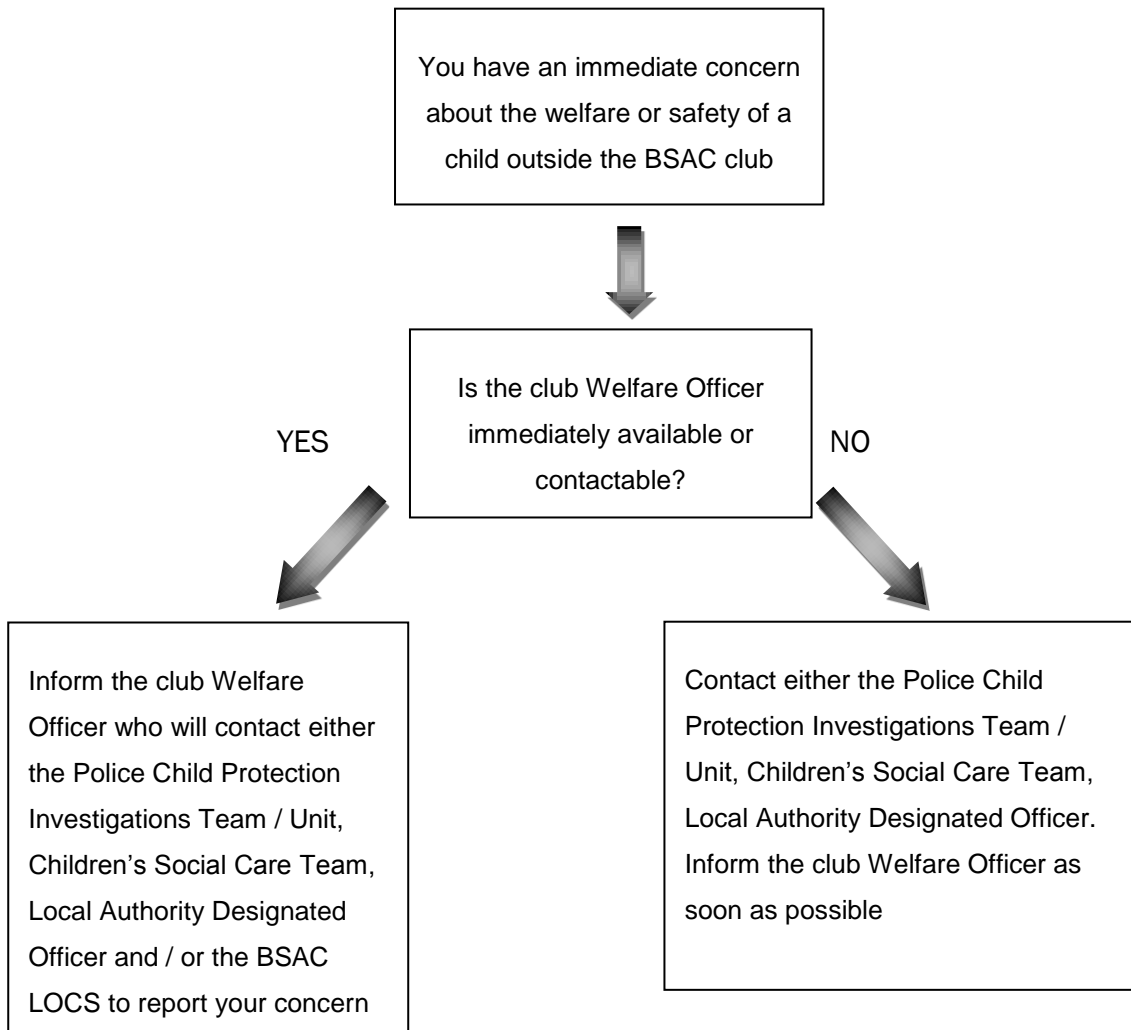 You have an immediate concern
about the welfare or safety of a
child outside the BSAC club
Is the club Welfare Officer
immediately available or
contactable?
YES
NO
Inform the club Welfare
Officer who will contact either
the Police Child Protection
Investigations Team / Unit,
Children’s Social Care Team,
Local Authority Designated
Officer and / or the BSAC
LOCS to report your concern
Contact either the Police Child
Protection Investigations Team /
Unit, Children’s Social Care Team,
Local Authority Designated Officer.
Inform the club Welfare Officer as
soon as possible